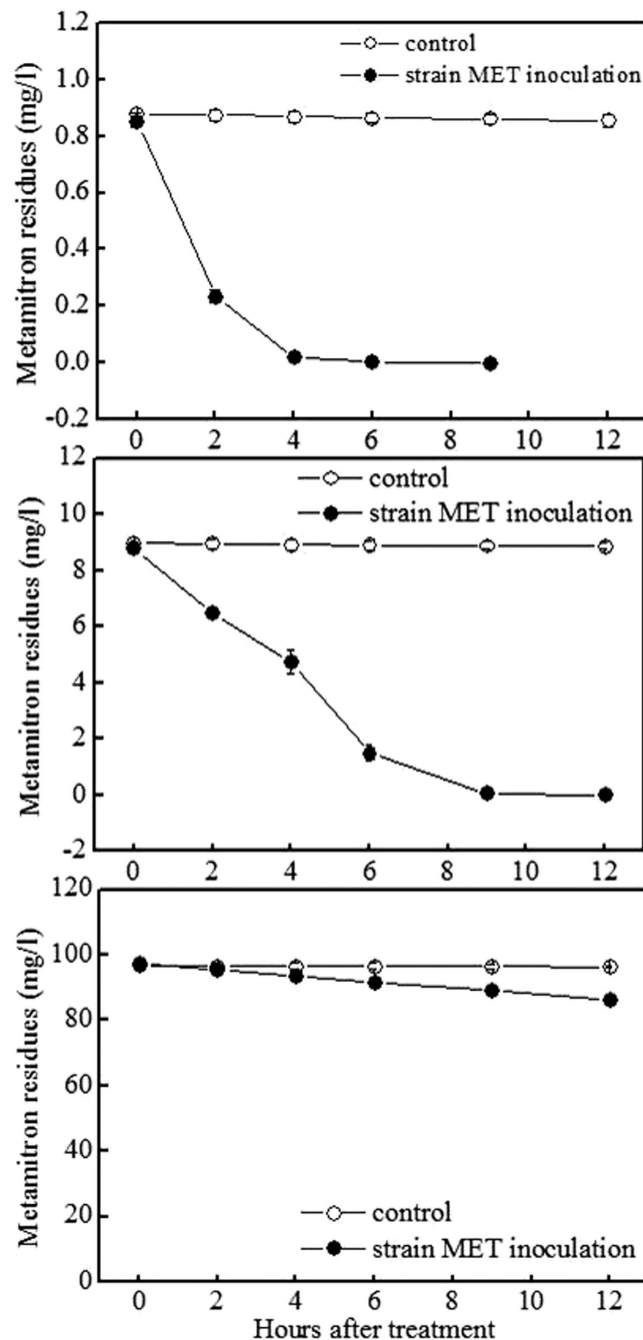 1.2
control
strain MET inoculation
1.0
0.8
0.6
0.4
0.2
0.0
-0.2
Metamitron residues (mg/l)
0 2 4 6 8 10 12
12
control
strain MET inoculation
10
8
6
4
2
0
-2
Metamitron residues (mg/l)
0 2 4 6 8 10 12
120
100
80
60
40
20
0
Metamitron residues (mg/l)
control
strain MET inoculation
0 2 4 6 8 10 12
Hours after treatment